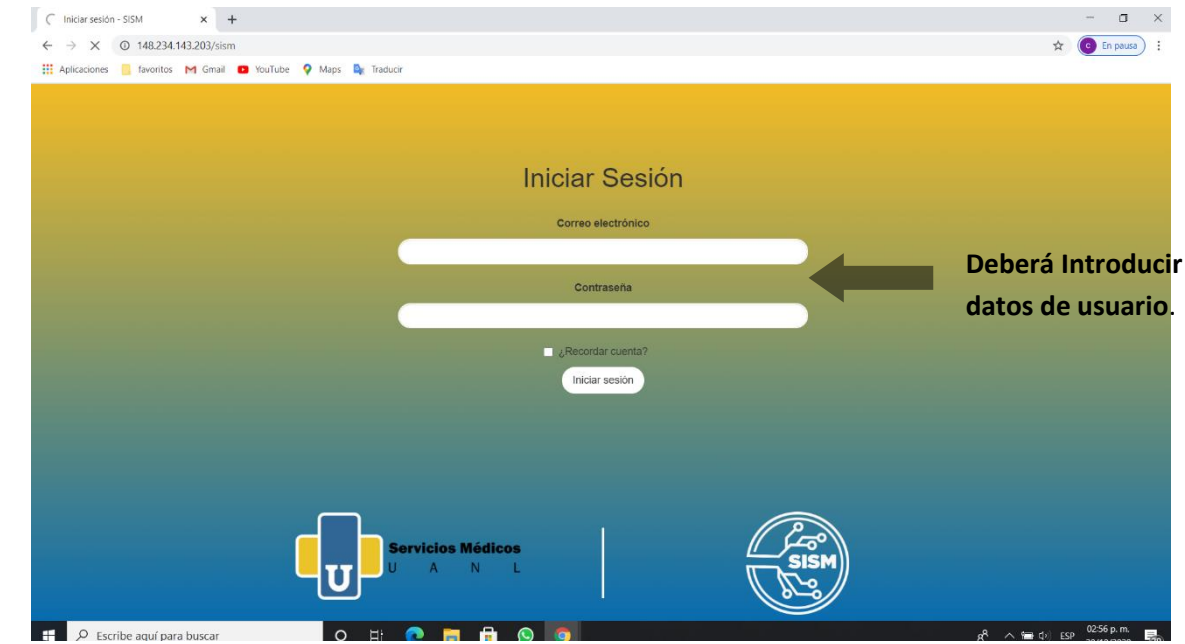 Iniciar sesión - SISM
148.234.143.203/sism
En pausa
Aplicaciones favoritos Gmail YouTube Maps Traducir
Iniciar Sesión
Correo electrónico
Contraseña
Deberá Introducir
datos de usuario.
¿Recordar cuenta?
Iniciar sesión
U
Servicios Médicos
U A N L
SISM
Escribe aquí para buscar
ESP
02:56 p. m.